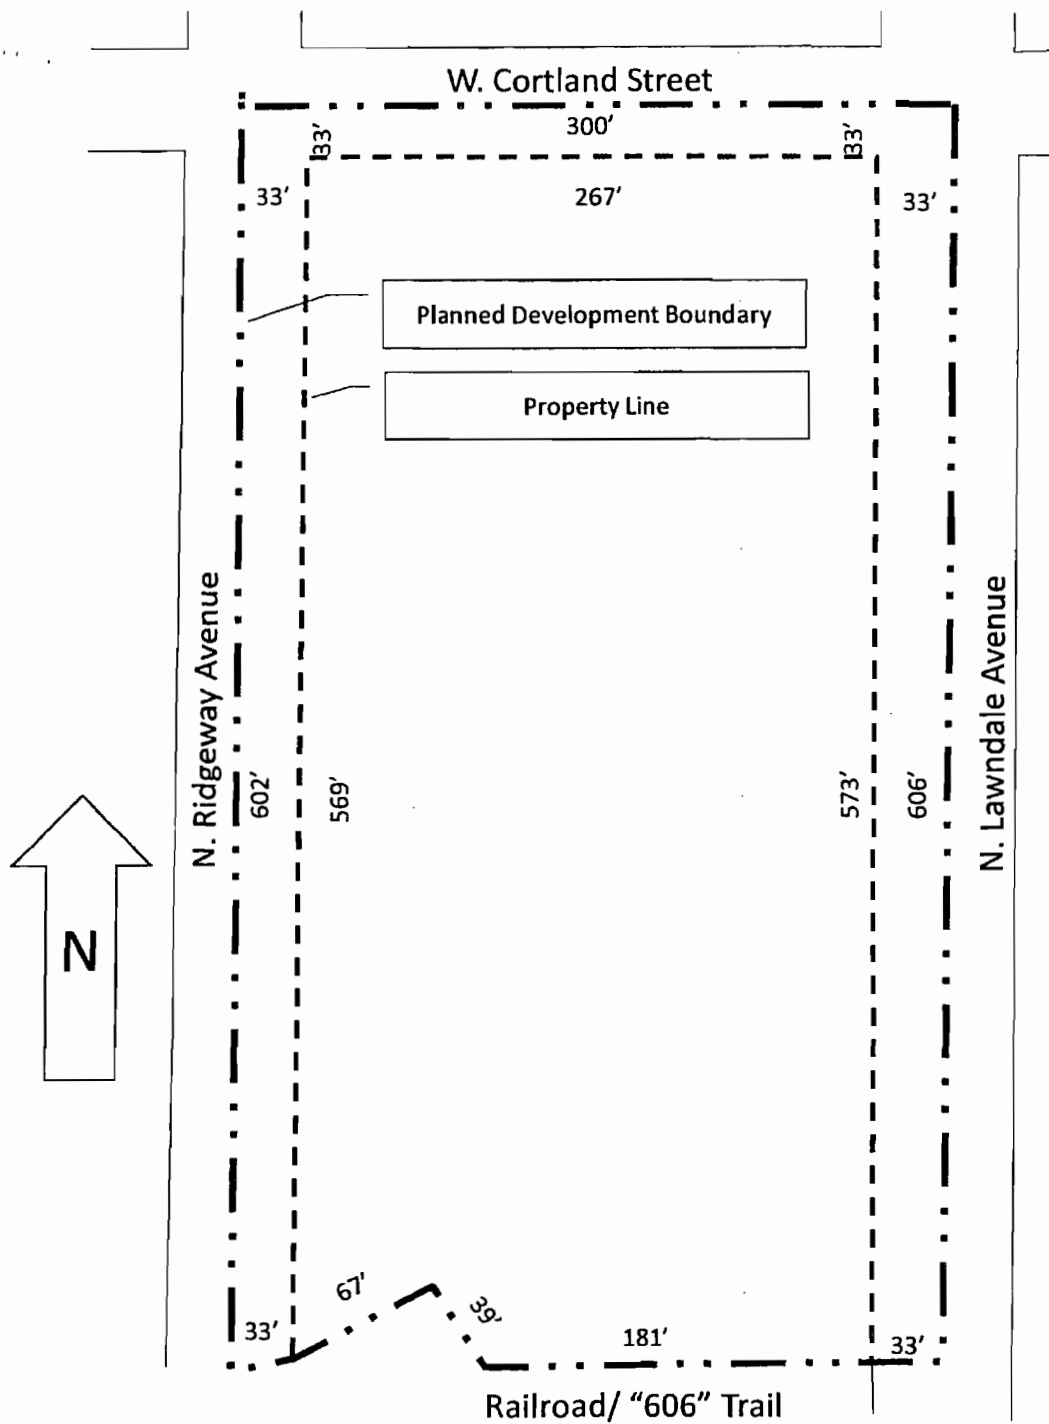 W. Cortland Street
300'
33'
33'
33'
267'
33'
Planned Development Boundary
Property Line
N. Ridgeway Avenue
602'
569'
573'
606'
N. Lawndale Avenue
N
67'
39'
33'
181'
33'
Railroad/ “606” Trail